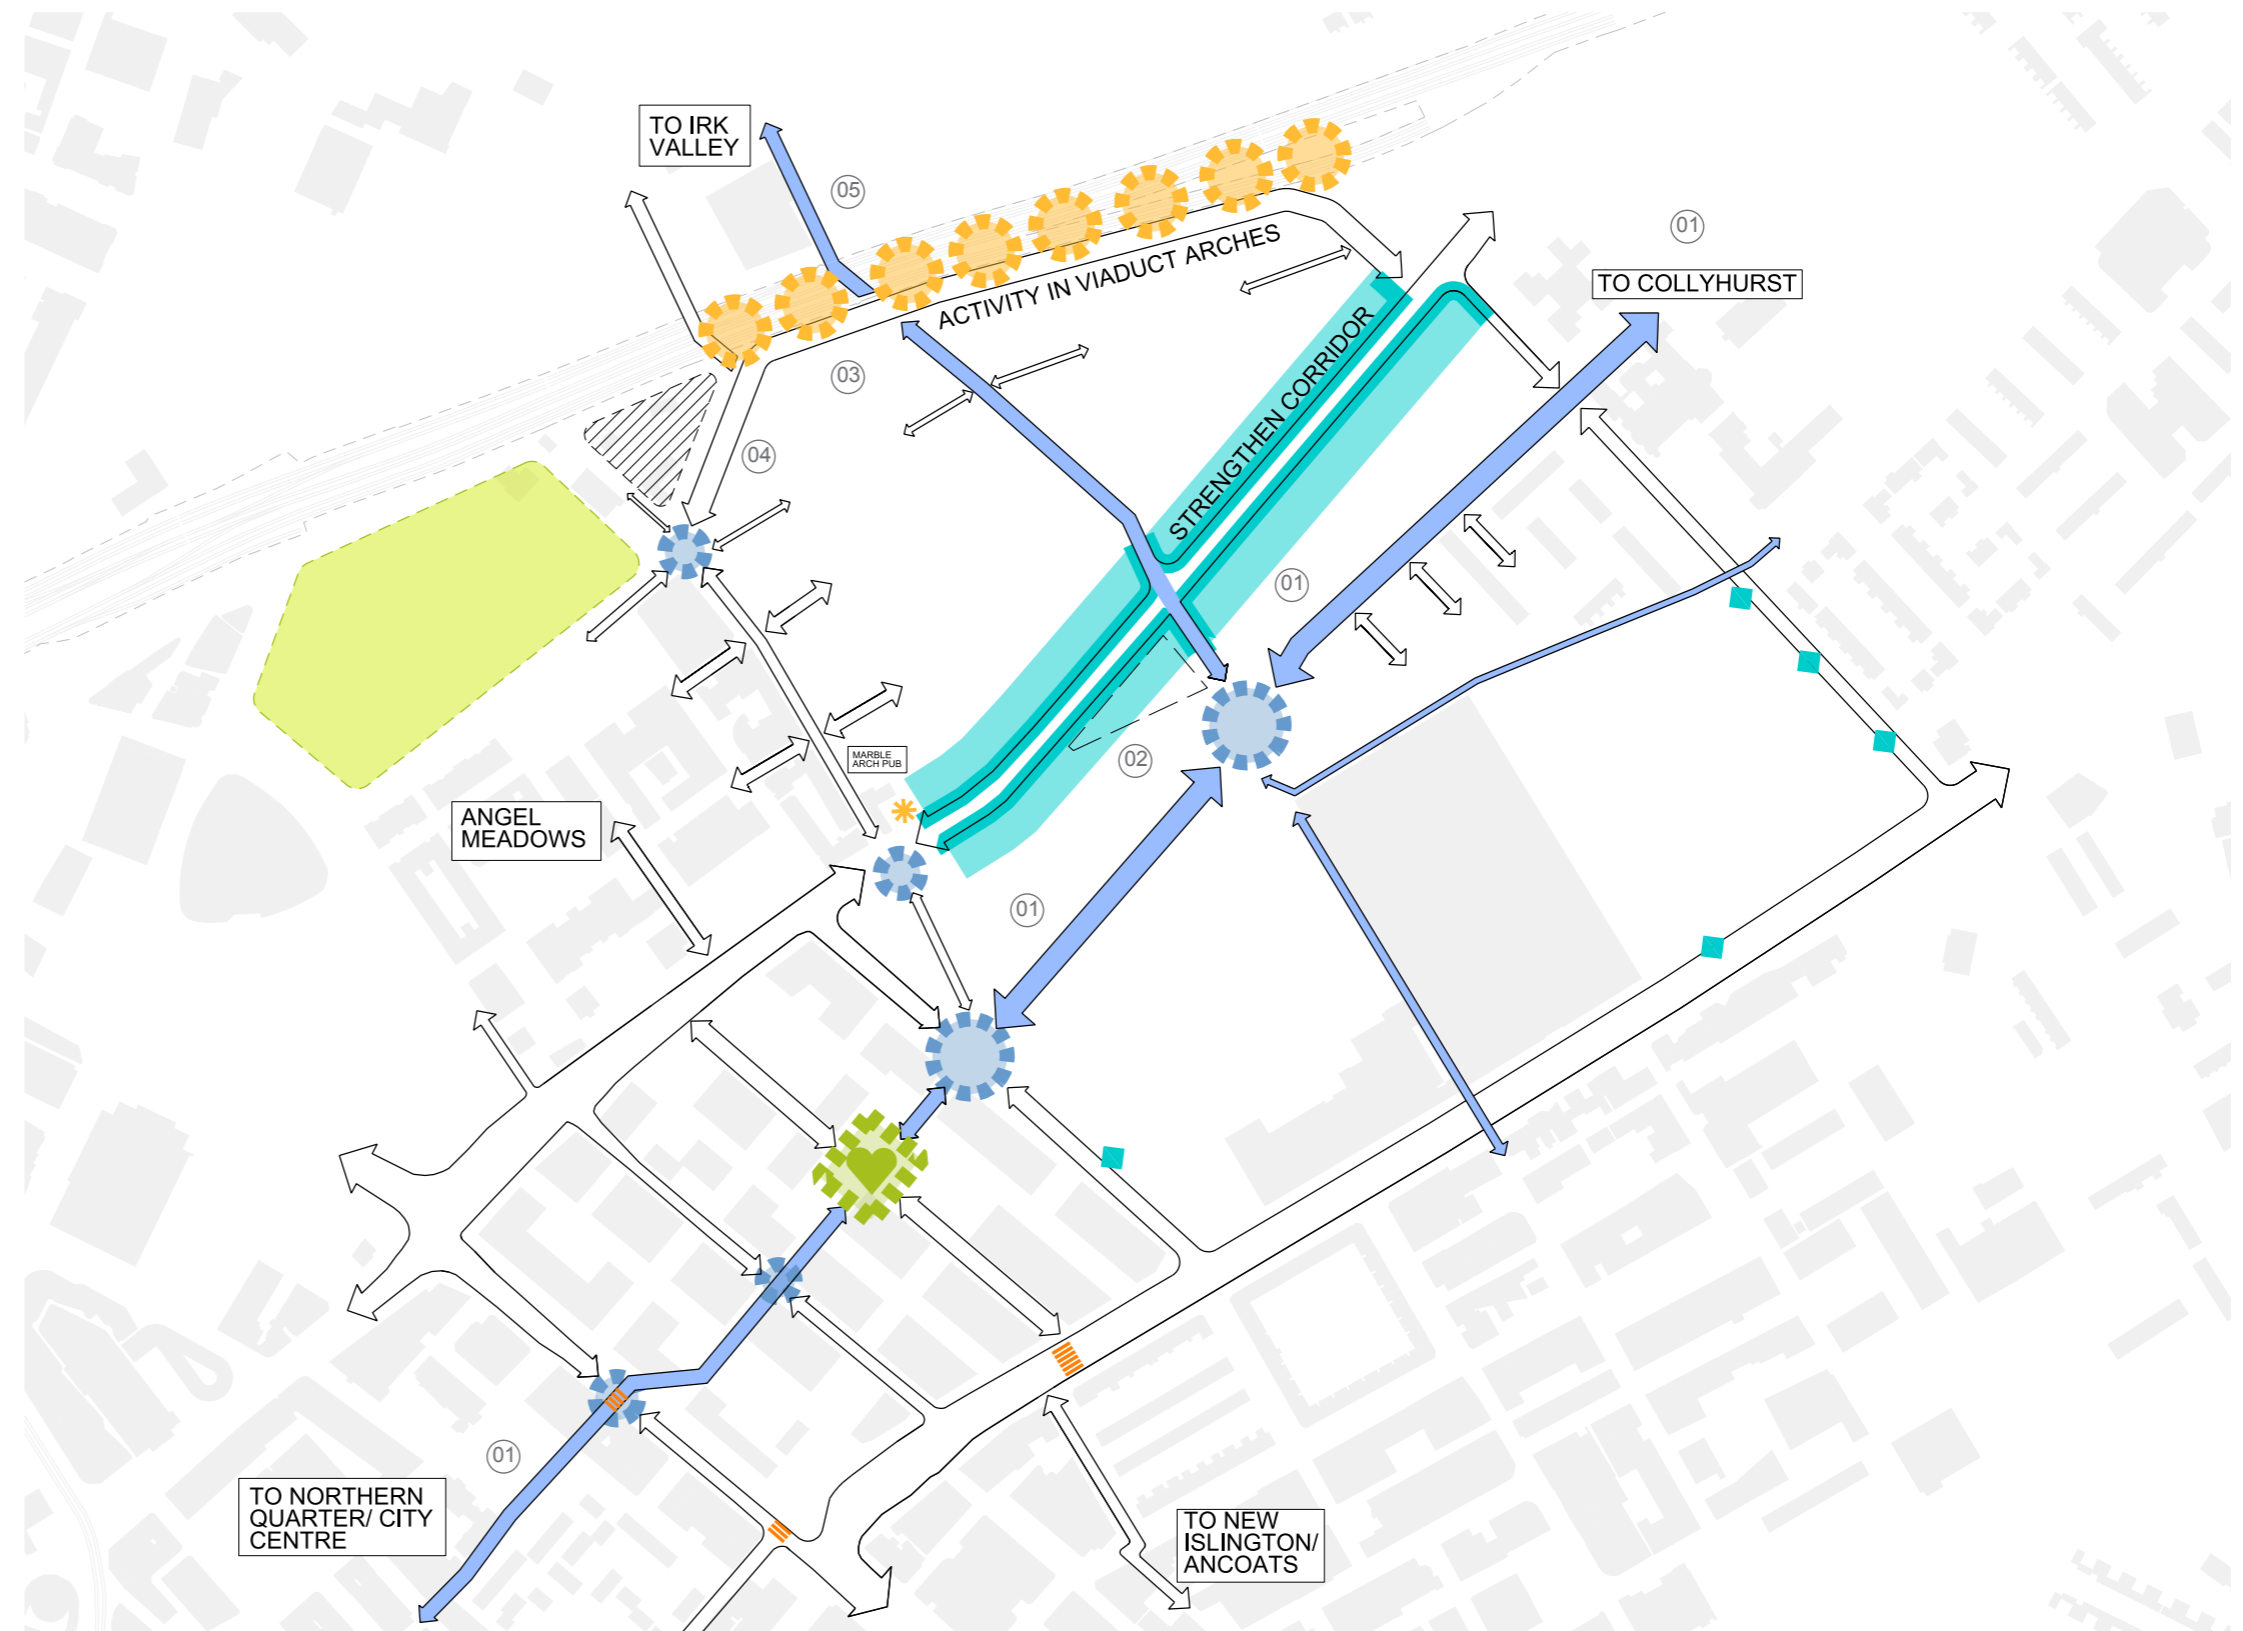 TO IRK
VALLEY
05
01
TO COLLYHURST
ACTIVITY IN VIADUCT ARCHES
03
STRENGTHEN CORRIDOR
04
01
MARBLE
ARCH PUB
02
ANGEL
MEADOWS
01
01
TO NORTHERN
QUARTER/ CITY
CENTRE
TO NEW
ISLINGTON/
ANCOATS